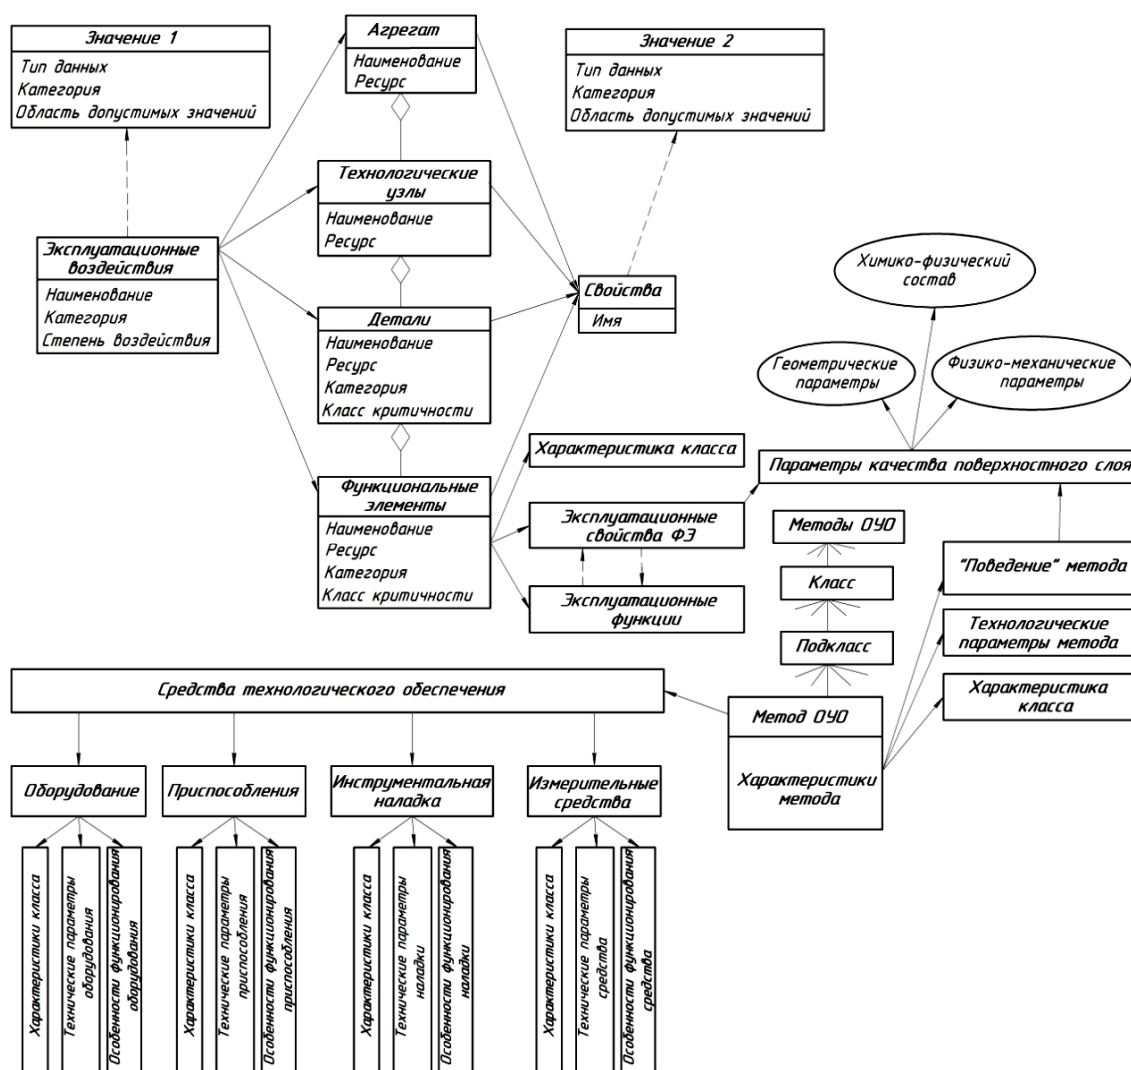 Значение 1
Тип данных
Категория
Область допустимых значений
Агрегат
Наименование
Ресурс
Значение 2
Тип данных
Категория
Область допустимых значений
Технологические
узлы
Наименование
Ресурс
Эксплуатационные
воздействия
Наименование
Категория
Степень воздействия
Детали
Наименование
Ресурс
Категория
Класс критичности
Свойства
Имя
Химико-физический
состав
Геометрические
параметры
Физико-механические
параметры
Функциональные
элементы
Наименование
Ресурс
Категория
Класс критичности
Характеристика класса
Эксплуатационные
свойства ФЭ
Эксплуатационные
функции
Параметры качества поверхностного слоя
Методы ОУО
Класс
Подкласс
Метод ОУО
Характеристики
метода
"Поведение" метода
Технологические
параметры метода
Характеристика
класса
Средства технологического обеспечения
Оборудование
Приспособления
Инструментальная
наладка
Измерительные
средства
Характеристики класса
Технические параметры
оборудования
Особенности функционирования
оборудования
Характеристики класса
Технические параметры
приспособления
Особенности функционирования
приспособления
Характеристики класса
Технические параметры
наладки
Особенности функционирования
наладки
Характеристики класса
Технические параметры
средства
Особенности функционирования
средства